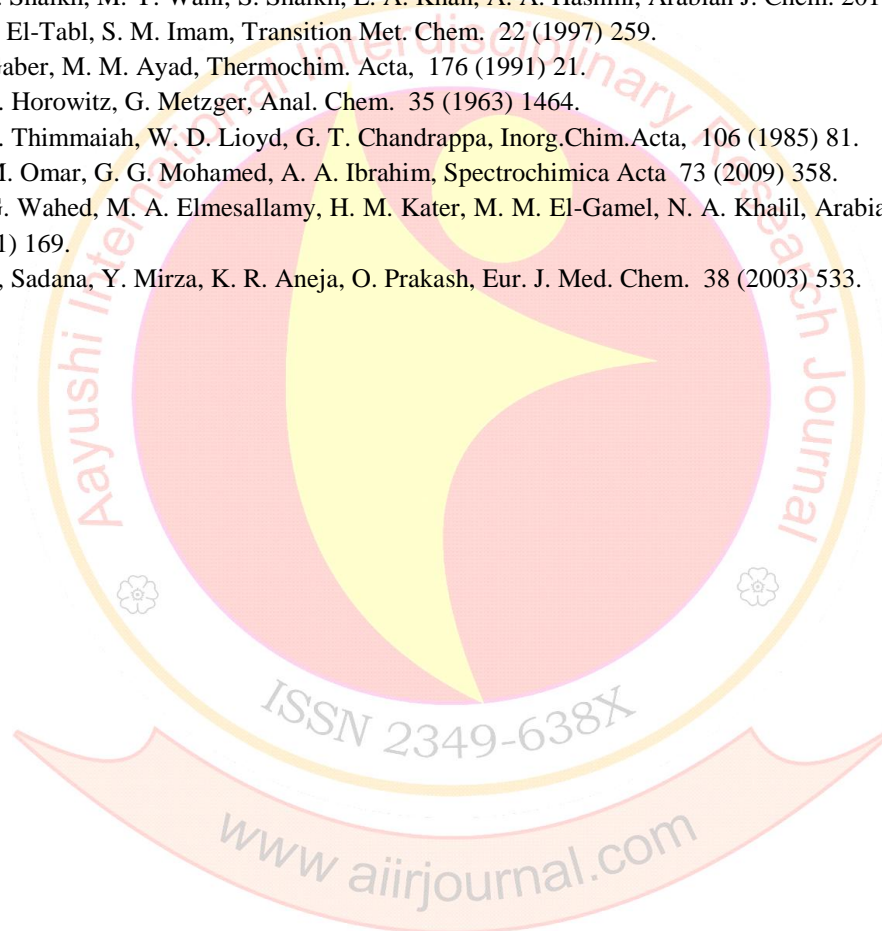 Shaikh, M. Y. Wani, S. Shaikh, E. A. Khan, A. A. Hashmi, Arabian J. Chem.
El-Tabl, S. M. Imam, Transition Met. Chem. 22 (1997) 259.
M. M. Ayad, Thermochim. Acta, 176 (1991) 21.
. Horowitz, G. Metzger, Anal. Chem. 35 (1963) 1464.
. Thimmaiah, W. D. Lioyd, G. T. Chandrappa, Inorg.Chim.Acta, 106 (1985) 81.
Omar, G. G. Mohamed, A. A. Ibrahim, Spectrochimica Acta 73 (2009) 358.
Wahed, M. A. Elmesallamy, H. M. Kater, M. M. El-Gamel, N. A. Khalil, Arabia
1) 169.
, Sadana, Y. Mirza, K. R. Aneja, O. Prakash, Eur. J. Med. Chem. 38 (2003) 533.
Aayushi International Interdisciplinary Research Journal
ISSN 2349-638X
www aiirjournal.com